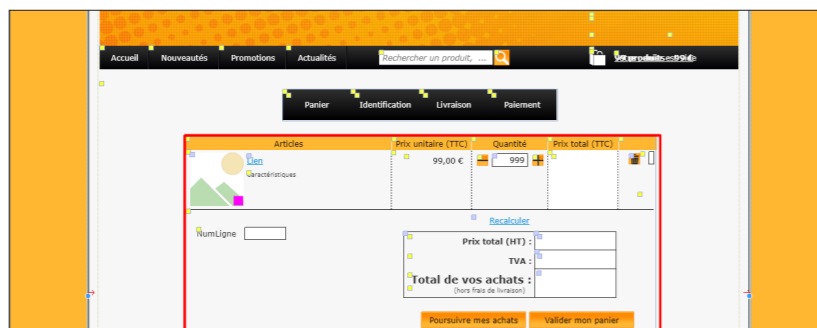 Accueil Nouveautés Promotions Actualités Rechercher un produit, ...
Panier Identification Livraison Paiement
Articles Prix unitaire (TTC) Quantité Prix total (TTC)
Lien 99,00 € 999
Caractéristiques
Recalculer
NumLigne
Prix total (HT) :
TVA :
Total de vos achats :
(hors frais de livraison)
Poursuivre mes achats Valider mon panier